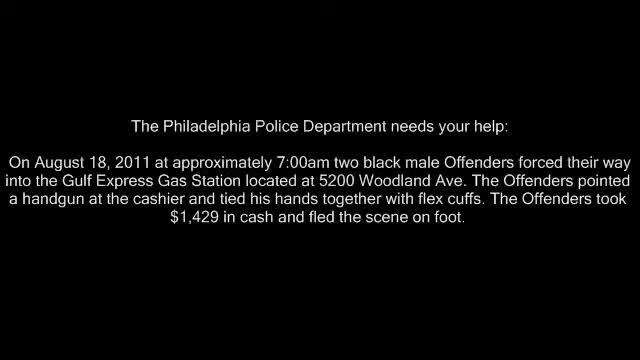 The Philadelphia Police Department needs your help:
On August 18, 2011 at approximately 7:00am two black male Offenders forced their way
into the Gulf Express Gas Station located at 5200 Woodland Ave. The Offenders pointed
a handgun at the cashier and tied his hands together with flex cuffs. The Offenders took
$1,429 in cash and fled the scene on foot.